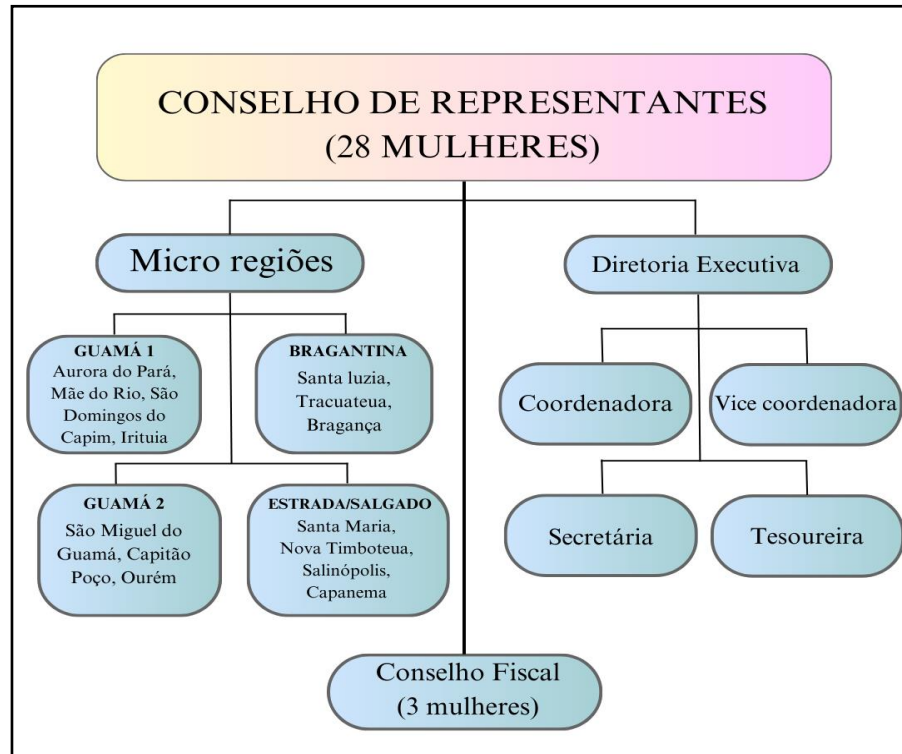 CONSELHO DE REPRESENTANTES
(28 MULHERES)
Micro regiões
Diretoria Executiva
GUAMÁ 1
Aurora do Pará,
Mãe do Rio, São
Domingos do
Capim, Irituia
BRAGANTINA
Santa luzia,
Tracuateua,
Bragança
Coordenadora
Vice coordenadora
GUAMÁ 2
São Miguel do
Guamá, Capitão
Poço, Ourém
ESTRADA/SALGADO
Santa Maria,
Nova Timboteua,
Salinópolis,
Capanema
Secretária
Tesoureira
Conselho Fiscal
(3 mulheres)